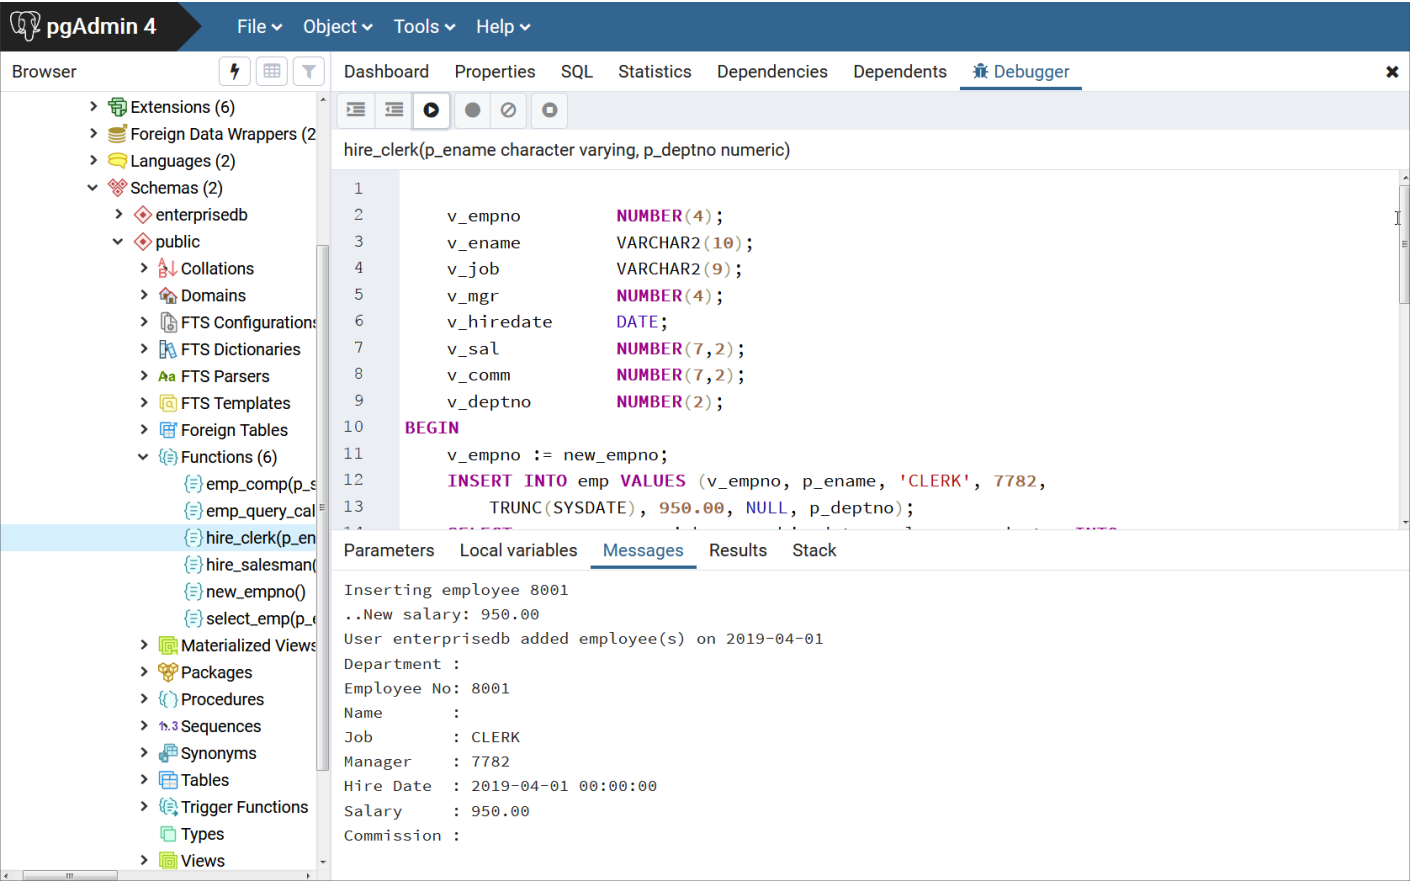 pgAdmin 4 File Object Tools Help
Browser
Dashboard Properties SQL Statistics Dependencies Dependents Debugger
Extensions (6)
Foreign Data Wrappers (2
Languages (2)
Schemas (2)
enterprisedb
public
Collations
Domains
FTS Configurations
FTS Dictionaries
Aa FTS Parsers
FTS Templates
Foreign Tables
Functions (6)
emp_comp(p_s
emp_query_cal
hire_clerk(p_en
hire_salesman(
new_empno()
select_emp(p_e
Materialized Views
Packages
Procedures
1..3 Sequences
Synonyms
Tables
Trigger Functions
Types
Views
hire_clerk(p_ename character varying, p_deptno numeric)
1
2 v_empno NUMBER(4);
3 v_ename VARCHAR2(10);
4 v_job VARCHAR2(9);
5 v_mgr NUMBER(4);
6 v_hiredate DATE;
7 v_sal NUMBER(7,2);
8 v_comm NUMBER(7,2);
9 v_deptno NUMBER(2);
10 BEGIN
11 v_empno := new_empno;
12 INSERT INTO emp VALUES (v_empno, p_ename, 'CLERK', 7782,
13 TRUNC(SYSDATE), 950.00, NULL, p_deptno);
Parameters Local variables Messages Results Stack
Inserting employee 8001
..New salary: 950.00
User enterprisedb added employee(s) on 2019-04-01
Department :
Employee No: 8001
Name :
Job : CLERK
Manager : 7782
Hire Date : 2019-04-01 00:00:00
Salary : 950.00
Commission :